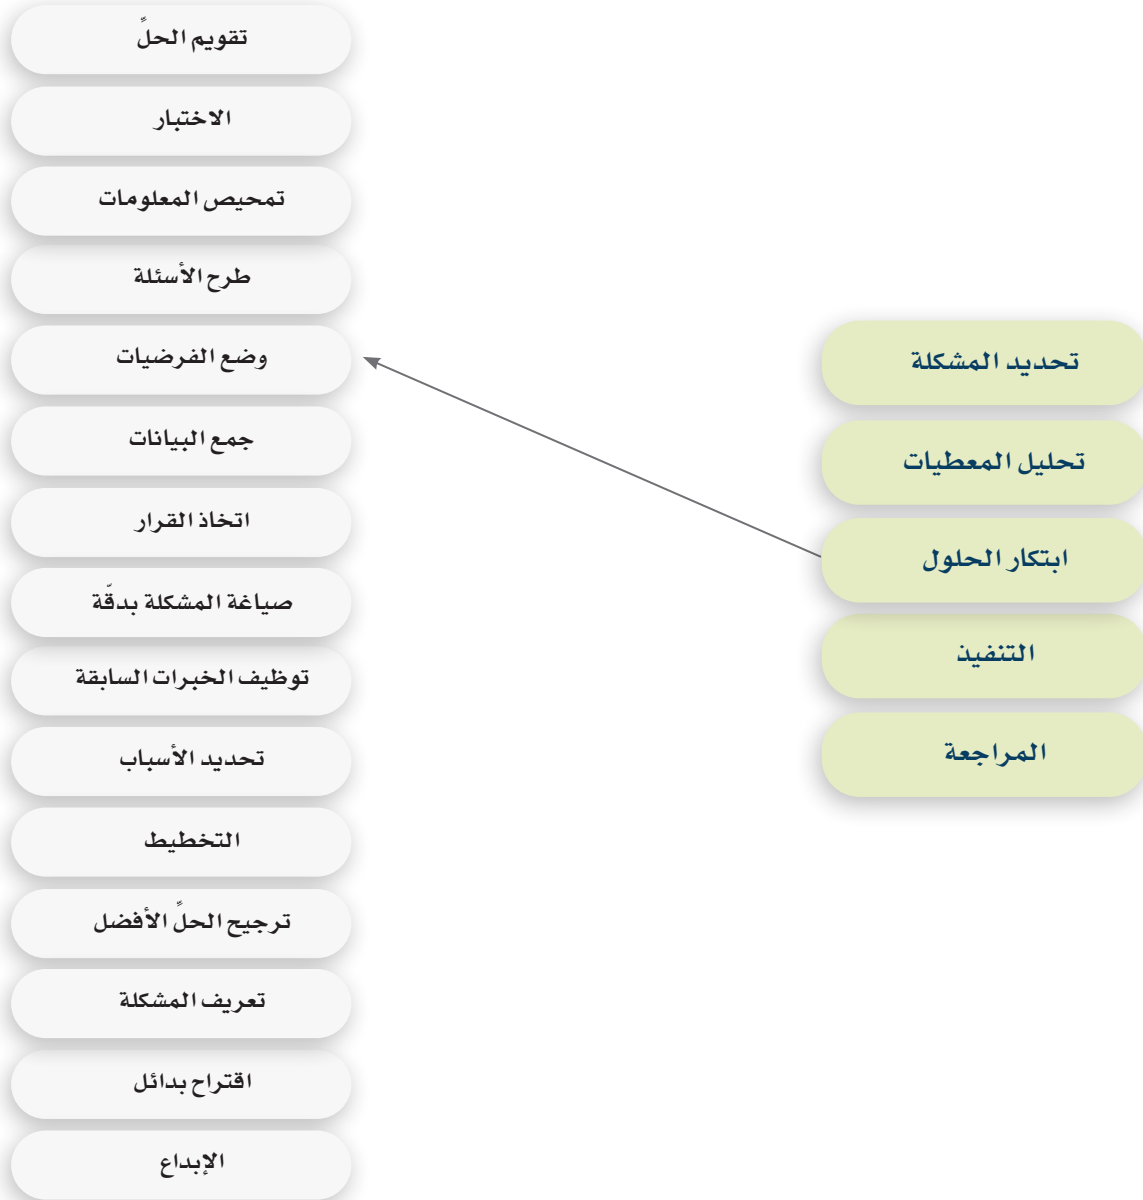 تحديد المشكلة
تحليل المعطيات
ابتكار الحلول
التنفيذ
المراجعة
تقويم الحلِّ
الاختبار
تمحيص المعلومات
طرح الأسئلة
وضع الفرضيات
جمع البيانات
اتخاذ القرار
صياغة المشكلة بدقّة
توظيف الخبرات السابقة
تحديد الأسباب
التخطيط
ترجيح الحلِّ الأفضل
تعريف المشكلة
اقتراح بدائل
الإبداع